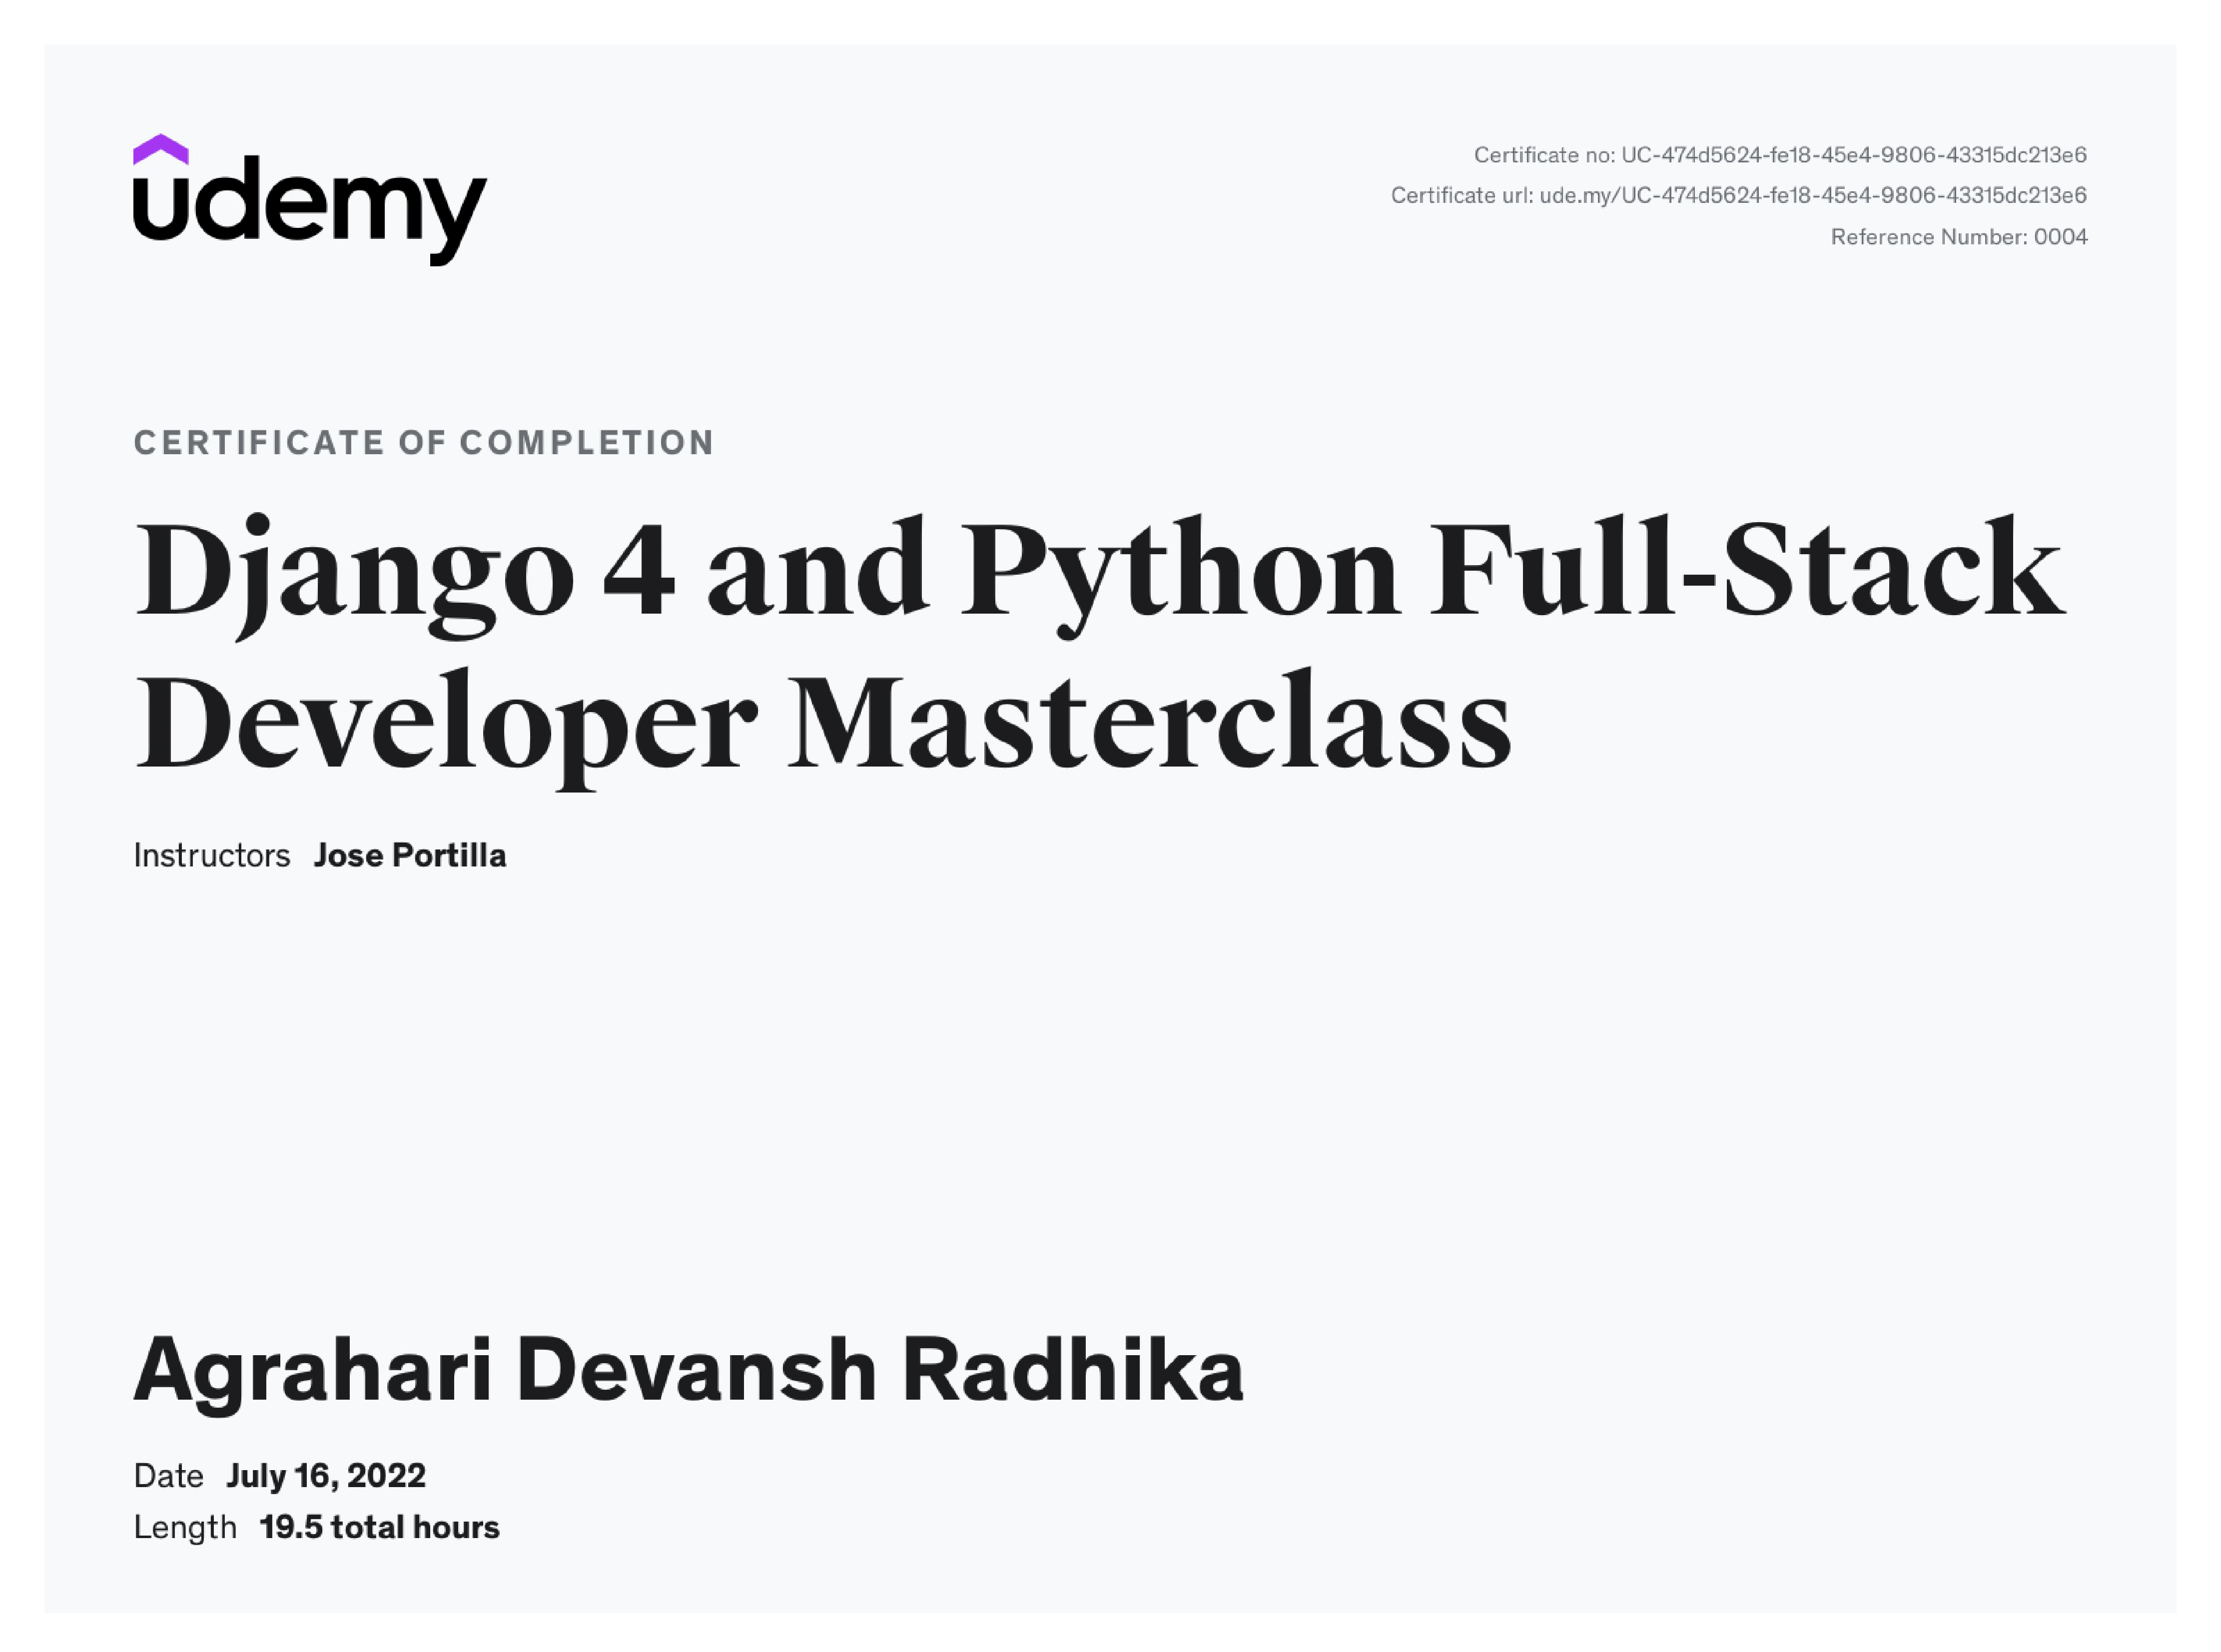 udemy
Certificate no: UC-474d5624-fe18-45e4-9806-43315dc213e6
Certificate url: ude.my/UC-474d5624-fe18-45e4-9806-43315dc213e6
Reference Number: 0004
CERTIFICATE OF COMPLETION
Django 4 and Python Full-Stack
Developer Masterclass
Instructors Jose Portilla
Agrahari Devansh Radhika
Date July 16, 2022
Length 19.5 total hours